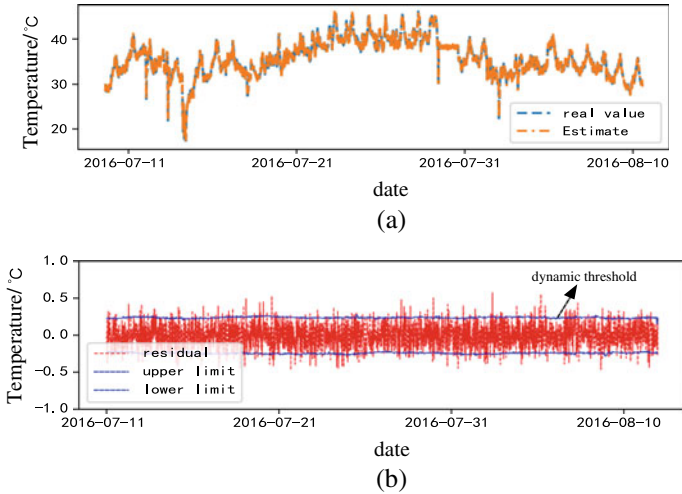 (a)
Temperature/℃
40
30
20
real value
Estimate
2016-07-11 2016-07-21 2016-07-31 2016-08-10
date
(a)
Temperature/℃
1.0
0.5
0.0
-0.5
-1.0
dynamic threshold
residual
upper limit
lower limit
2016-07-11 2016-07-21 2016-07-31 2016-08-10
date
(b)